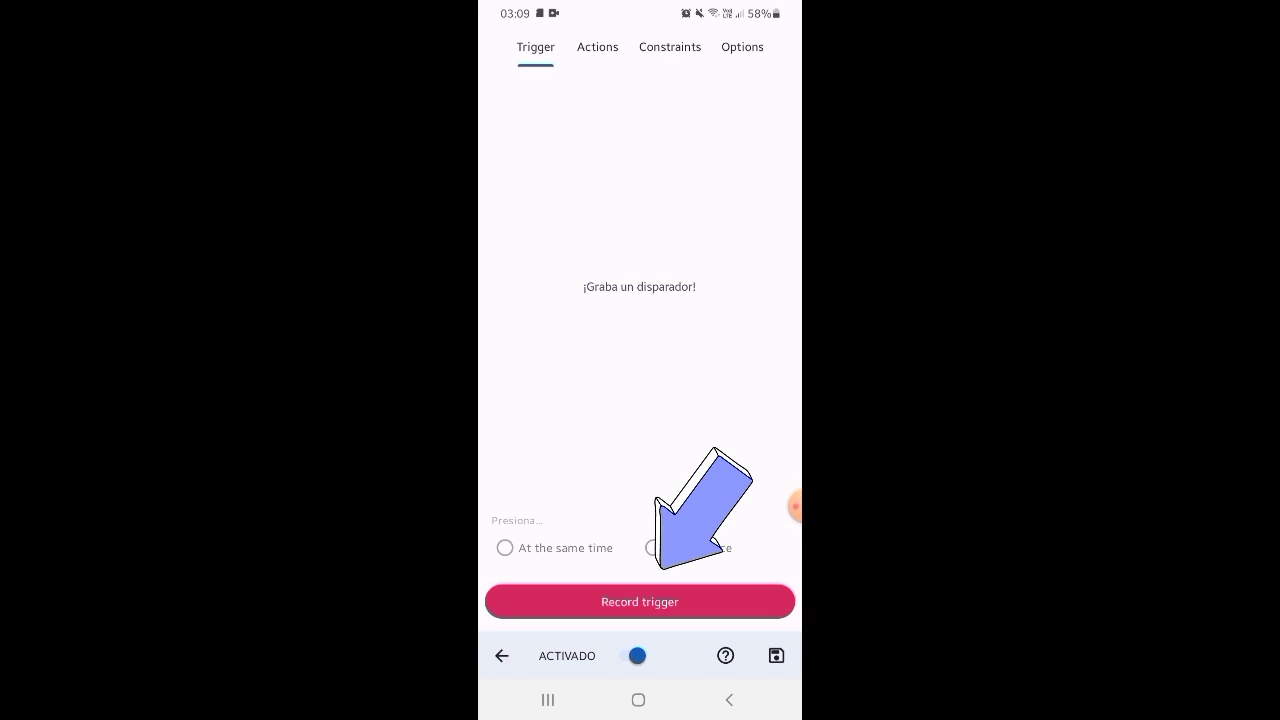 03:09 58%
Trigger Actions Constraints Options
¡Graba un disparador!
Presiona...
At the same time
Record trigger
ACTIVADO